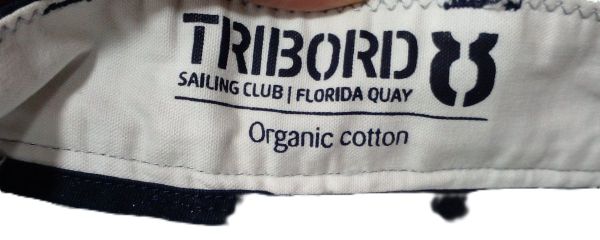 TRIBORD
SAILING CLUB | FLORIDA QUAY
Organic cotton